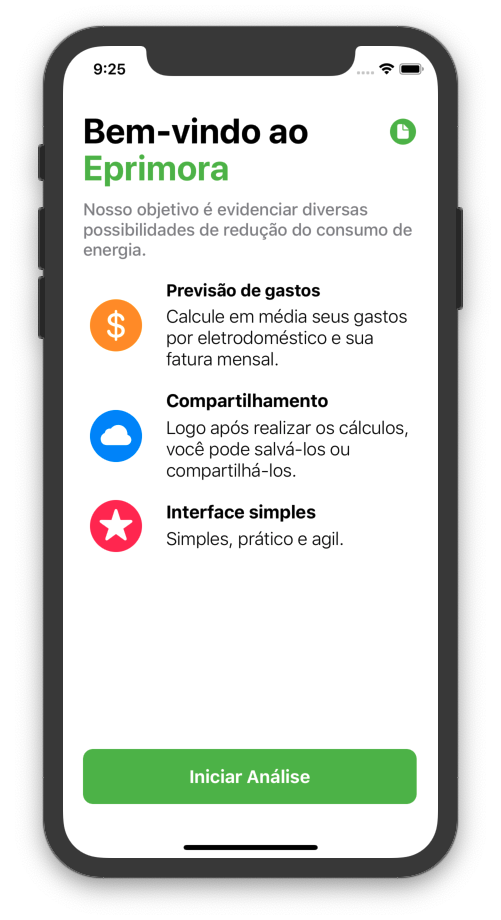 9:25
Bem-vindo ao
Eprimora
Nosso objetivo é evidenciar diversas
possibilidades de redução do consumo de
energia.
Previsão de gastos
Calcule em média seus gastos
por eletrodoméstico e sua
fatura mensal.
Compartilhamento
Logo após realizar os cálculos,
você pode salvá-los ou
compartilhá-los.
Interface simples
Simples, prático e agil.
Iniciar Análise